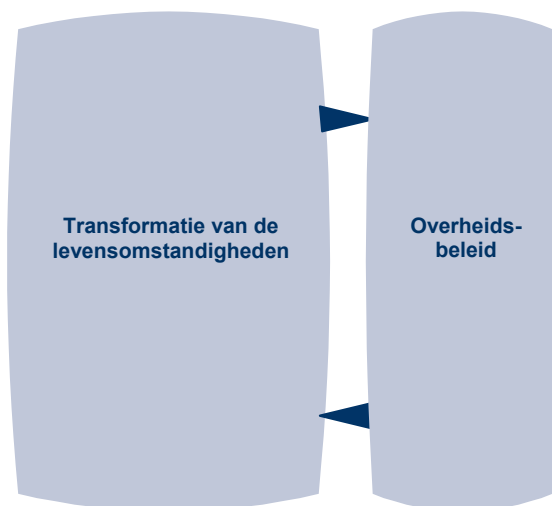 Transformatie van de
levensomstandigheden
Overheids-
beleid